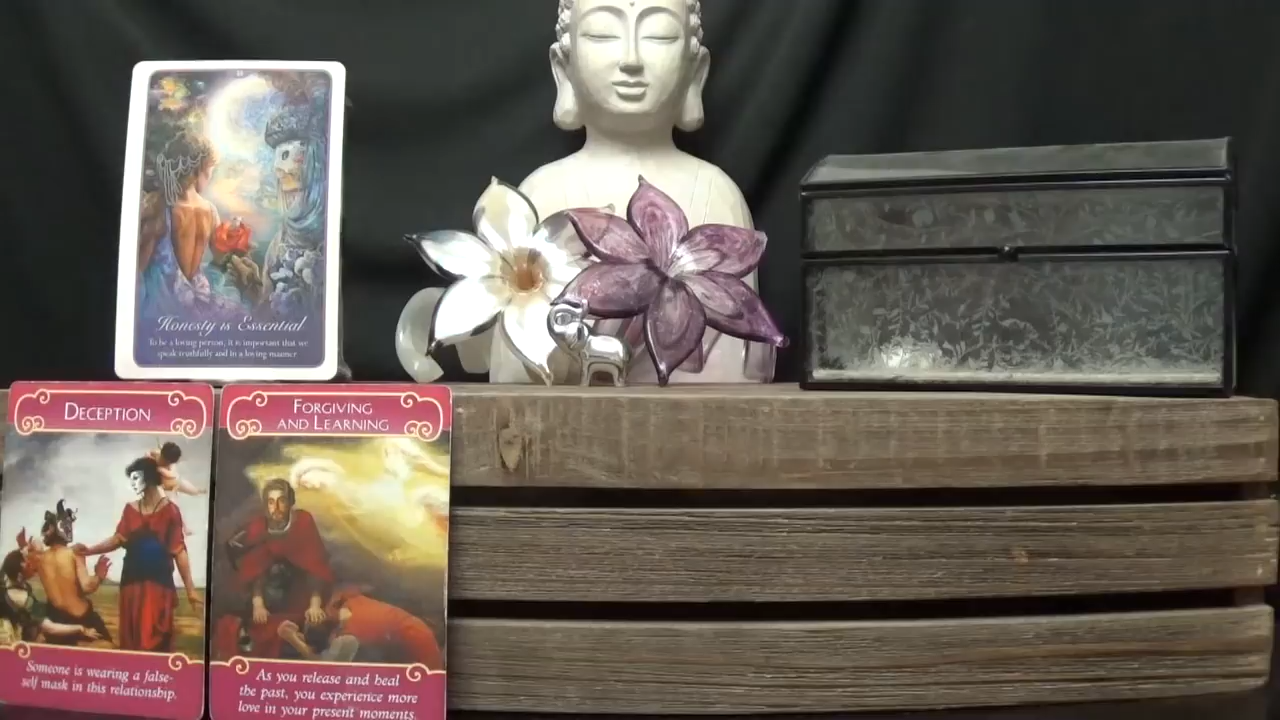 Honesty is Essential
To be a loving person, it is important that we
speak truthfully and in a loving manner
DECEPTION
Someone is wearing a false-
self mask in this relationship.
FORGIVING
AND LEARNING
As you release and heal
the past, you experience more
love in your present moments.